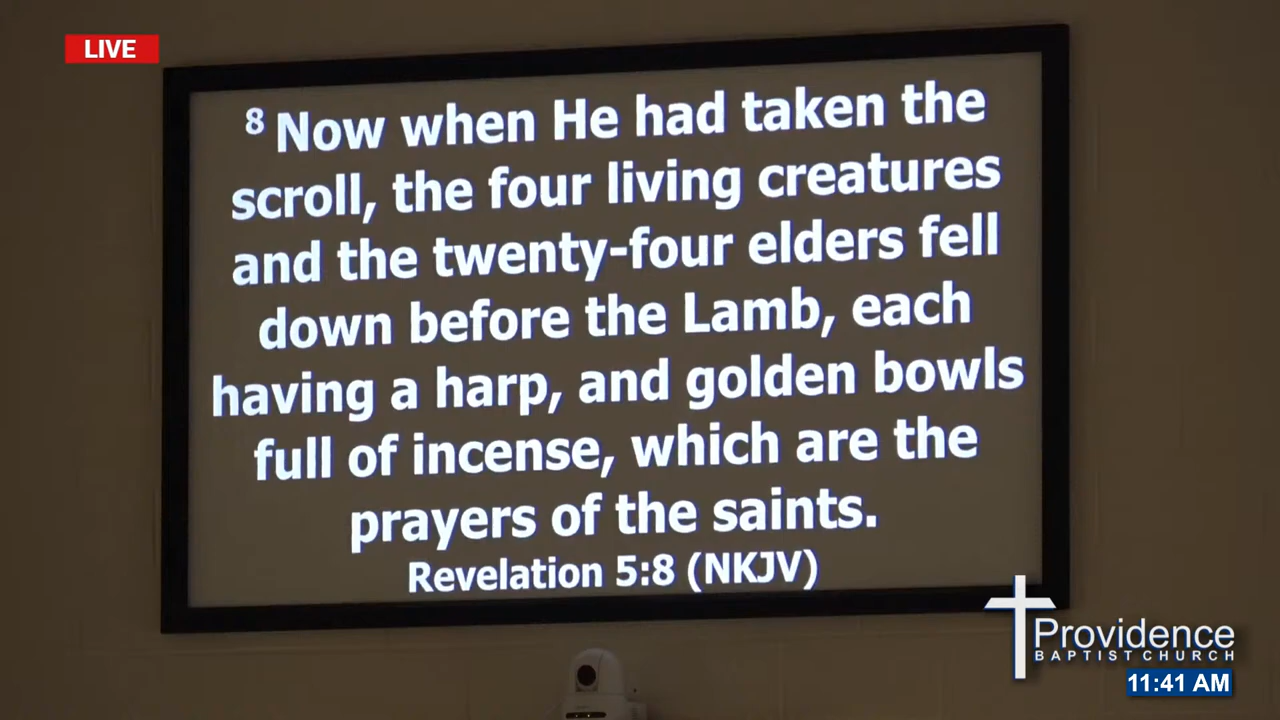 LIVE
8 Now when He had taken the
scroll, the four living creatures
and the twenty-four elders fell
down before the Lamb, each
having a harp, and golden bowls
full of incense, which are the
prayers of the saints.
Revelation 5:8 (NKJV)
Providence
BAPTIST CHURCH
11:41 AM